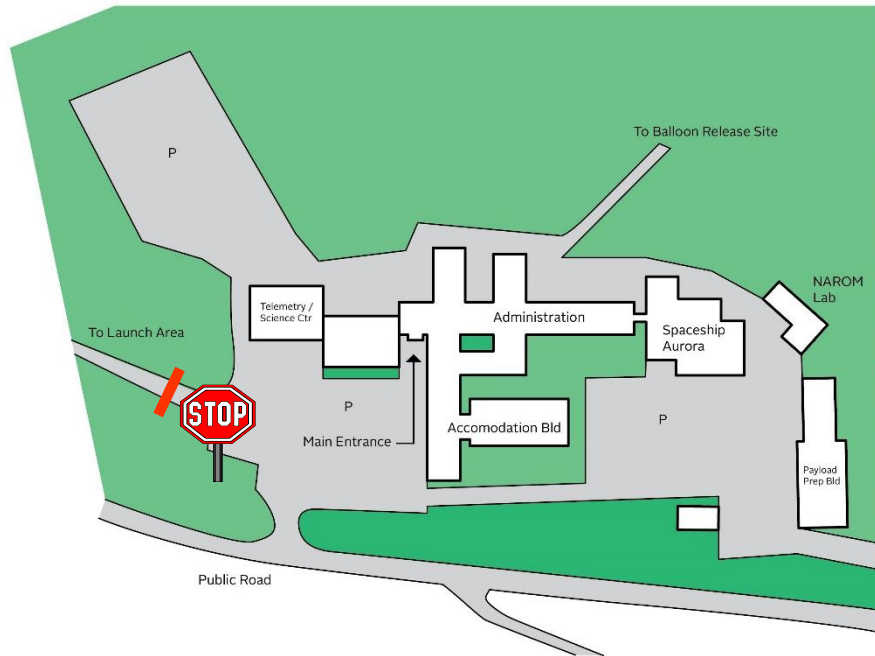 P
To Balloon Release Site
NAROM
Lab
Telemetry /
Science Ctr
Administration
Spaceship
Aurora
To Launch Area
STOP
P
Main Entrance
Accomodation Bld
P
Payload
Prep Bld
Public Road